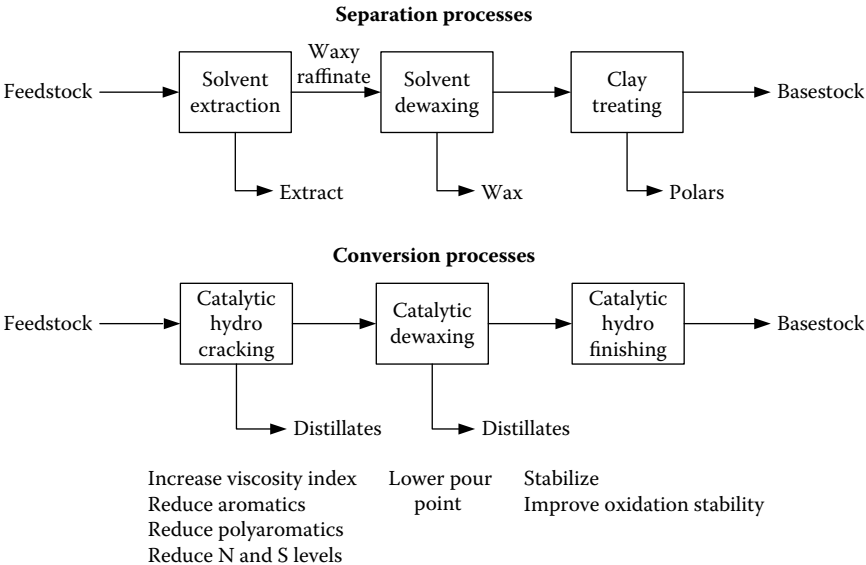 Separation processes
Feedstock
Solvent
extraction
Waxy
raffinate
Solvent
dewaxing
Clay
treating
Basestock
Extract
Wax
Polars
Conversion processes
Feedstock
Catalytic
hydro
cracking
Catalytic
dewaxing
Catalytic
hydro
finishing
Basestock
Distillates
Distillates
Increase viscosity index
Reduce aromatics
Reduce polyaromatics
Reduce N and S levels
Lower pour
point
Stabilize
Improve oxidation stability